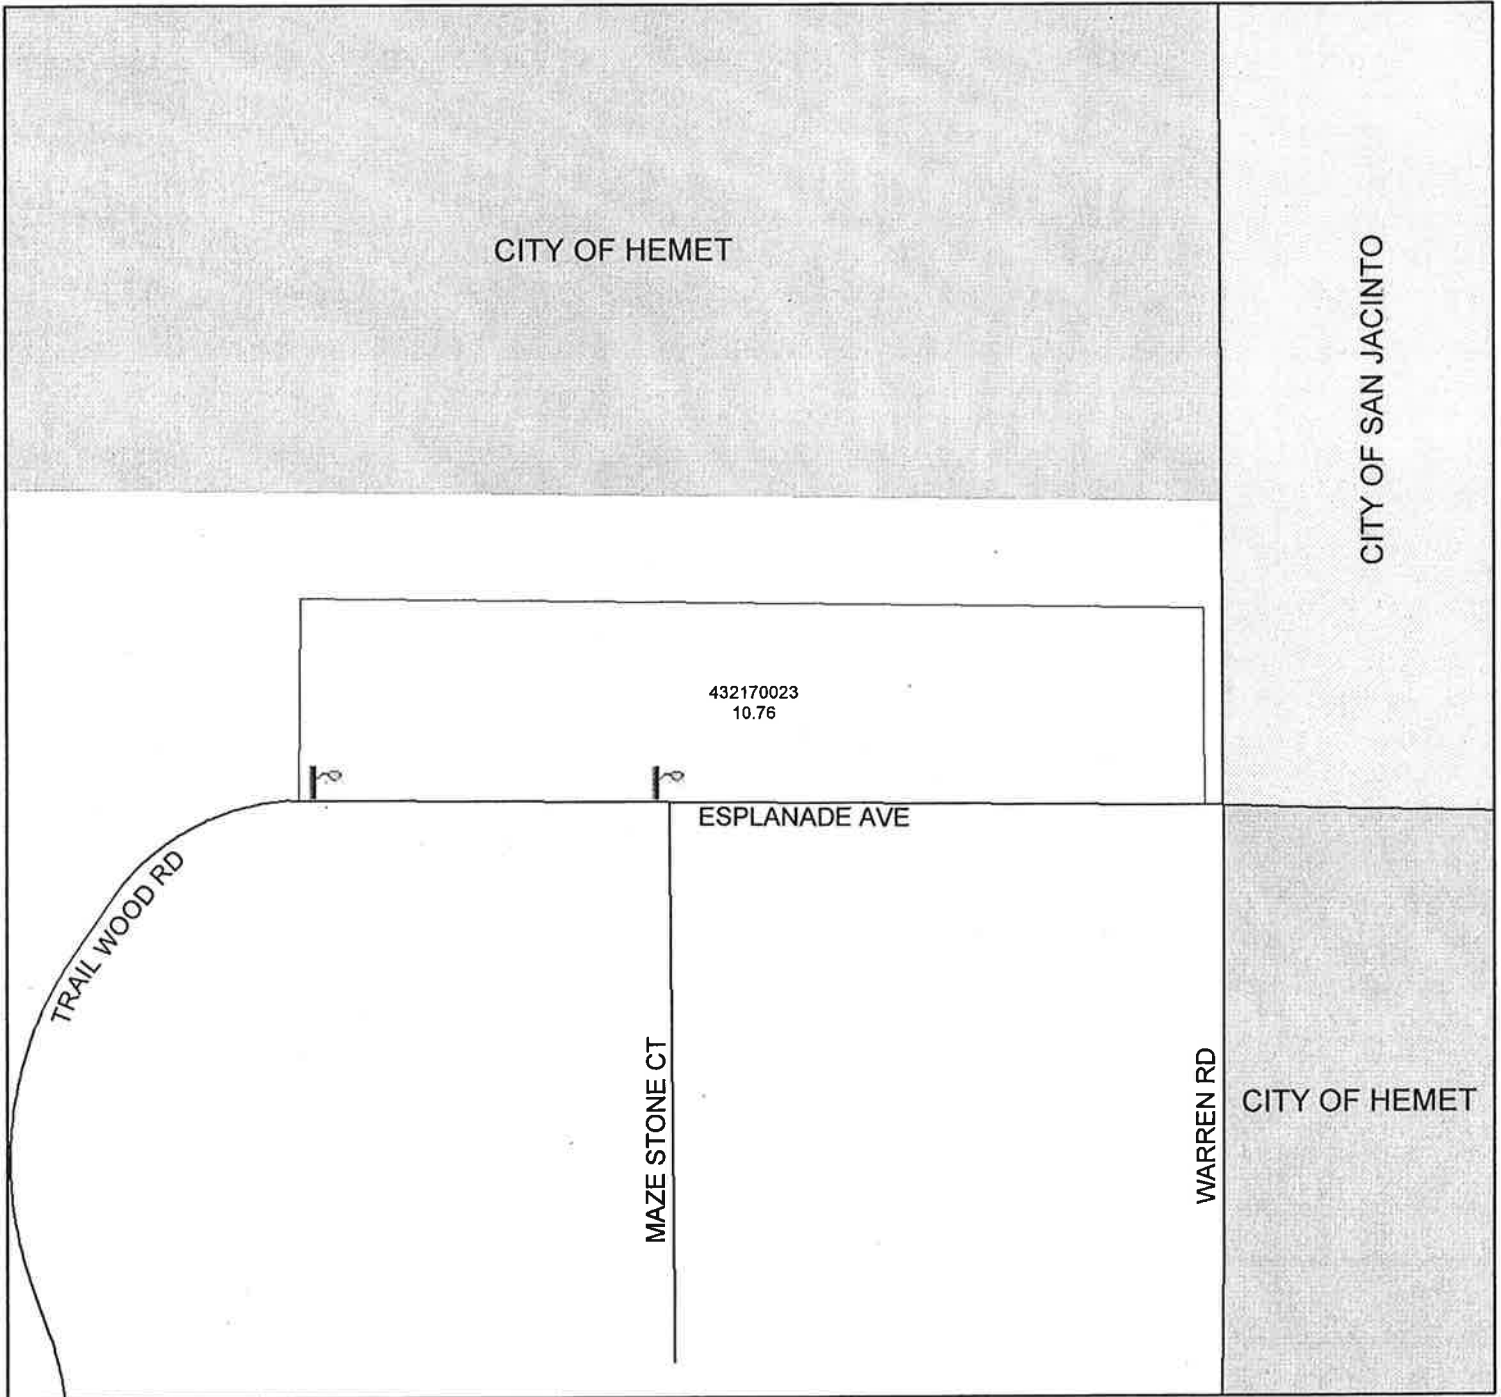 CITY OF HEMET
CITY OF SAN JACINTO
432170023
10.76
ESPLANADE AVE
TRAIL WOOD RD
MAZE STONE CT
WARREN RD
CITY OF HEMET